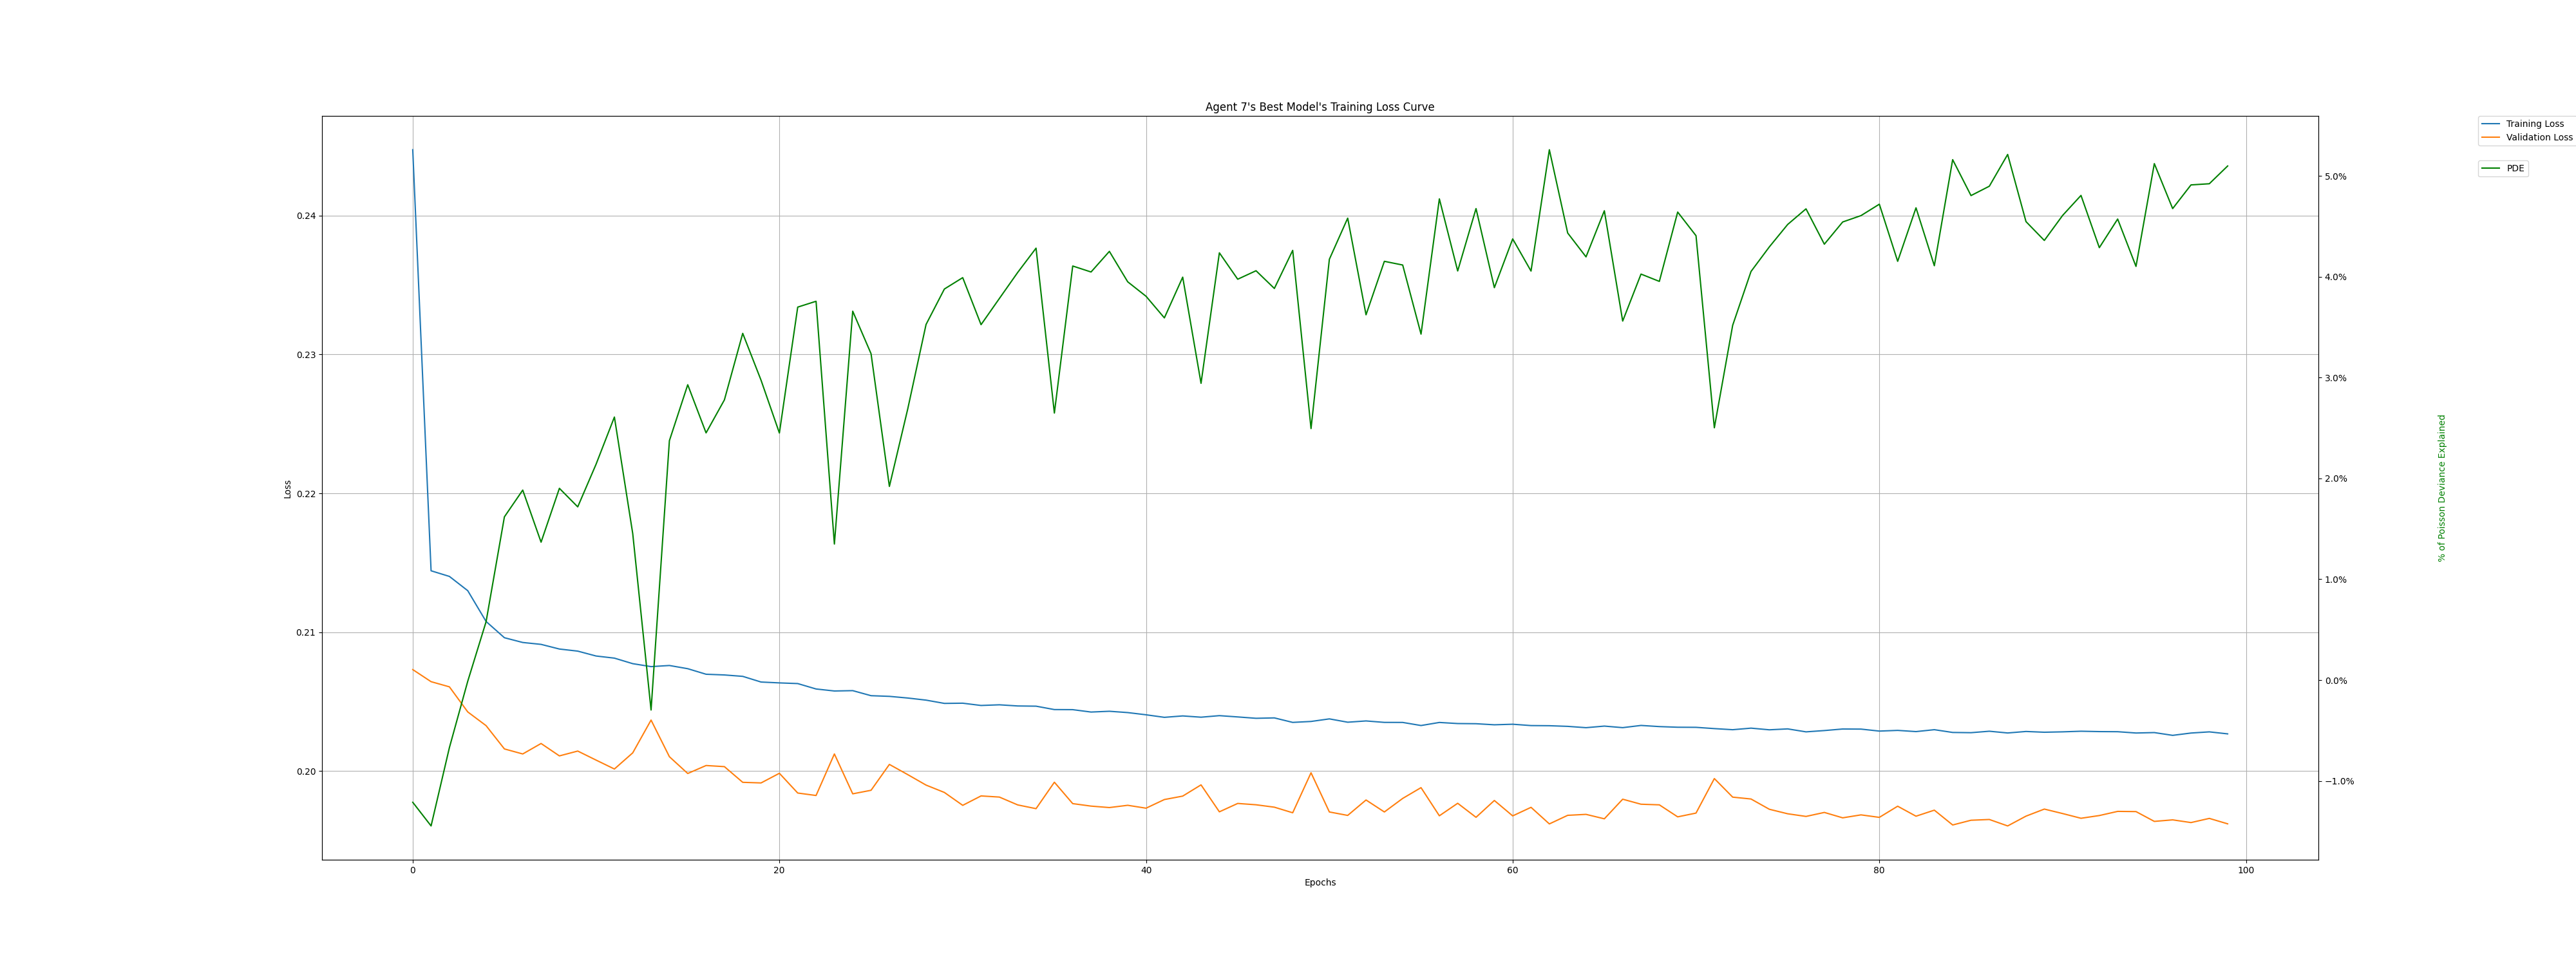 Agent 7's Best Model's Training Loss Curve
Training Loss
Validation Loss
PDE
Loss
0.24
0.23
0.22
0.21
0.20
5.0%
4.0%
3.0%
2.0%
1.0%
0.0%
−1.0%
% of Poisson Deviance Explained
0
20
40
60
80
100
Epochs